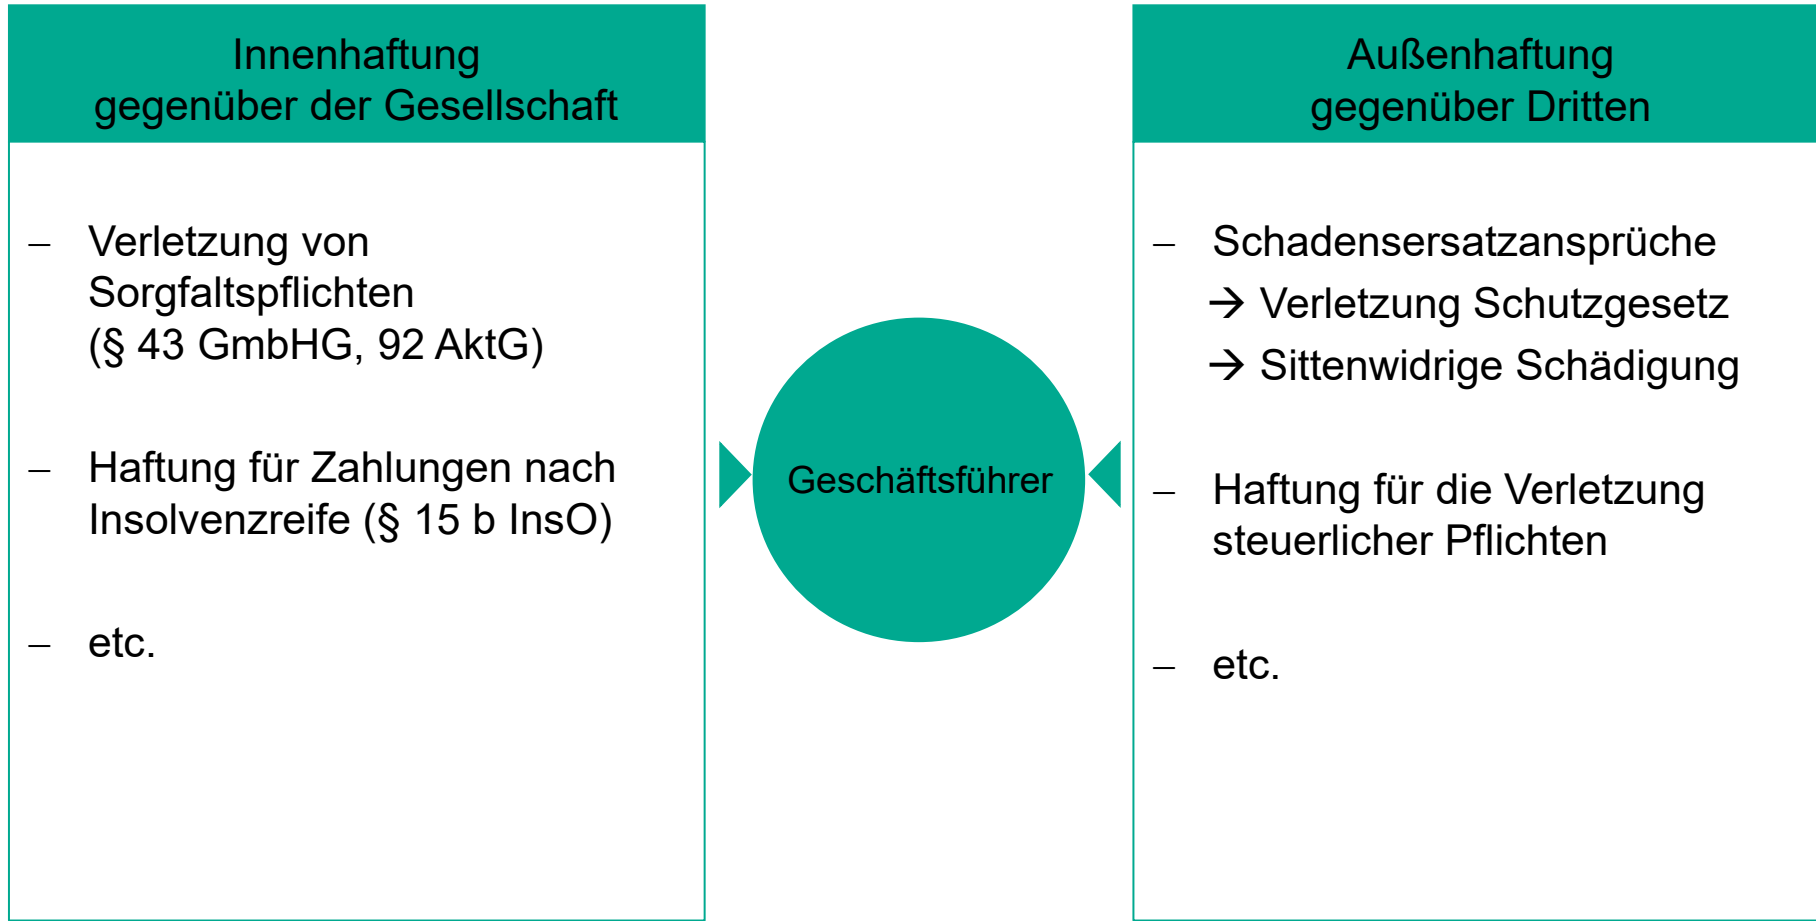 Innenhaftung
gegenüber der Gesellschaft
– Verletzung von
Sorgfaltspflichten
(§ 43 GmbHG, 92 AktG)
– Haftung für Zahlungen nach
Insolvenzreife (§ 15 b InsO)
– etc.
Geschäftsführer
Außenhaftung
gegenüber Dritten
– Schadensersatzansprüche
→ Verletzung Schutzgesetz
→ Sittenwidrige Schädigung
– Haftung für die Verletzung
steuerlicher Pflichten
– etc.